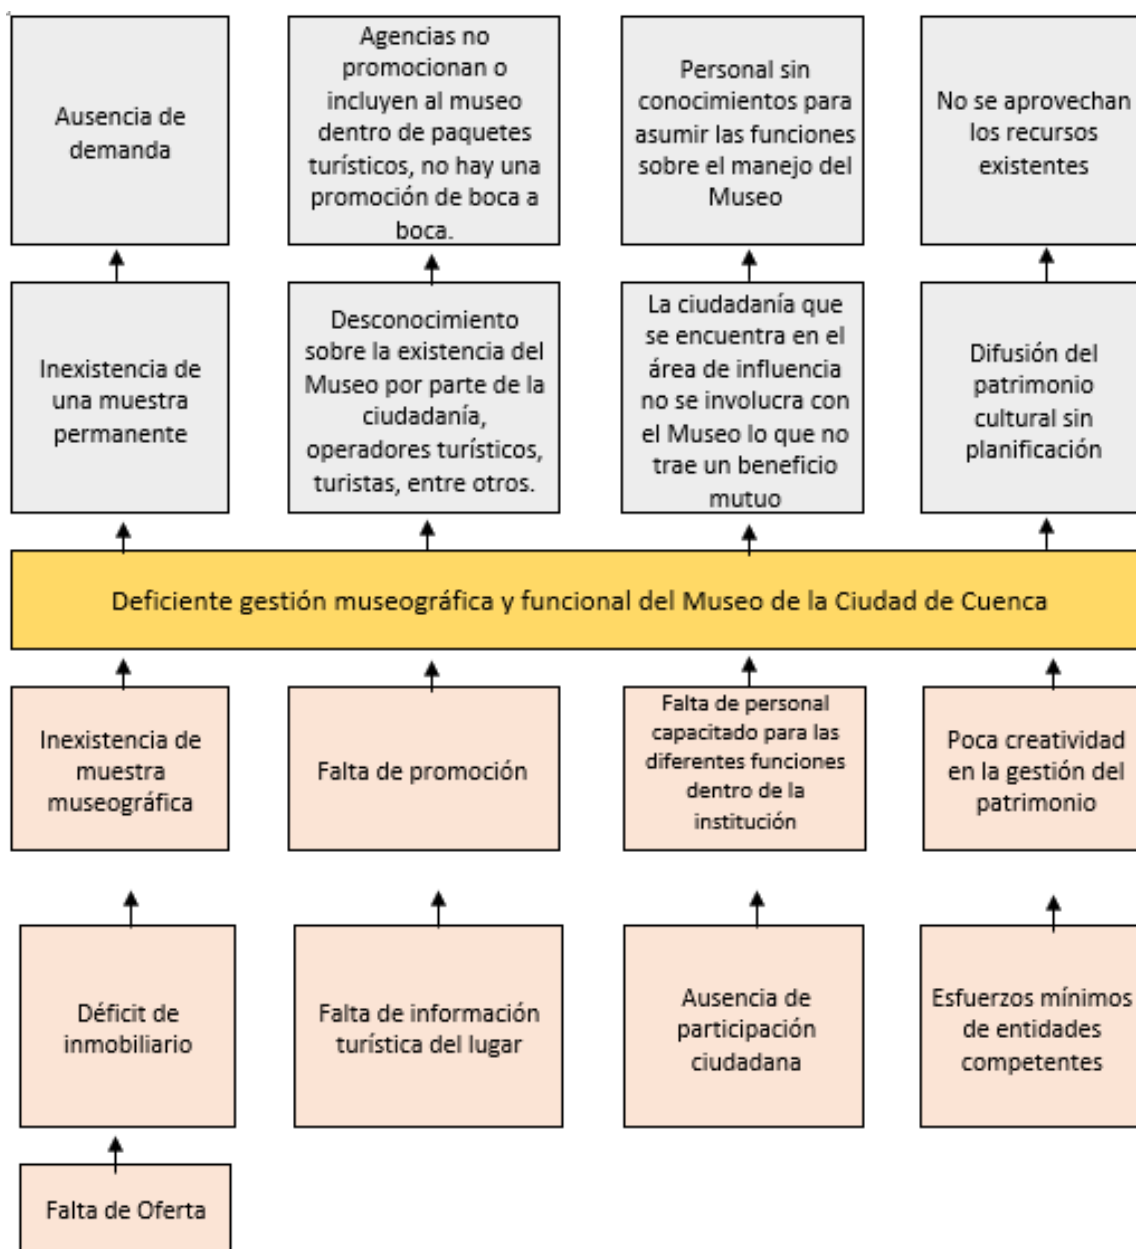 Ausencia de
demanda
Agencias no
promocionan o
incluyen al museo
dentro de paquetes
turísticos, no hay una
promoción de boca a
boca.
Personal sin
conocimientos para
asumir las funciones
sobre el manejo del
Museo
No se aprovechan
los recursos
existentes
Inexistencia de
una muestra
permanente
Desconocimiento
sobre la existencia del
Museo por parte de la
ciudadanía,
operadores turísticos,
turistas, entre otros.
La ciudadanía que
se encuentra en el
área de influencia
no se involucra con
el Museo lo que no
trae un beneficio
mutuo
Difusión del
patrimonio
cultural sin
planificación
Deficiente gestión museográfica y funcional del Museo de la Ciudad de Cuenca
Inexistencia de
muestra
museográfica
Falta de promoción
Falta de personal
capacitado para las
diferentes funciones
dentro de la
institución
Poca creatividad
en la gestión del
patrimonio
Déficit de
inmobiliario
Falta de información
turística del lugar
Ausencia de
participación
ciudadana
Esfuerzos mínimos
de entidades
competentes
Falta de Oferta